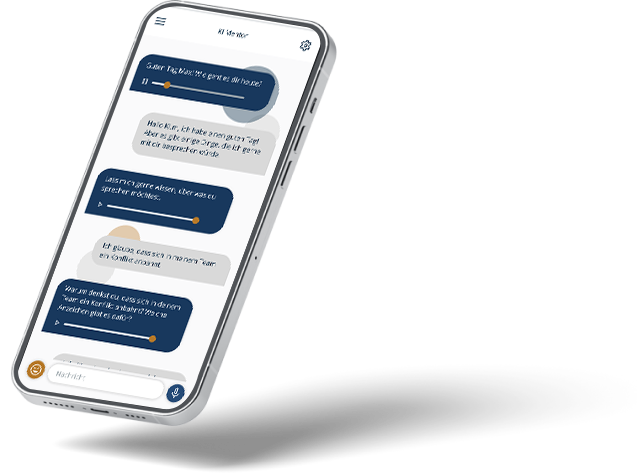 KI Mentor
Guten Tag Max! Wie geht es dir heute?
Hallo Kurt, ich habe einen guten Tag!
Aber es gibt einige Dinge, die ich gerne
mit dir besprechen würde.
Lass mich gerne wissen, über was du
sprechen möchtest.
Ich glaube, dass sich in meinem Team
ein Konflikt anbahnt.
Warum denkst du, dass sich in deinem
Team ein Konflikt anbahnt? Welche
Anzeichen gibt es dafür?
Nachricht